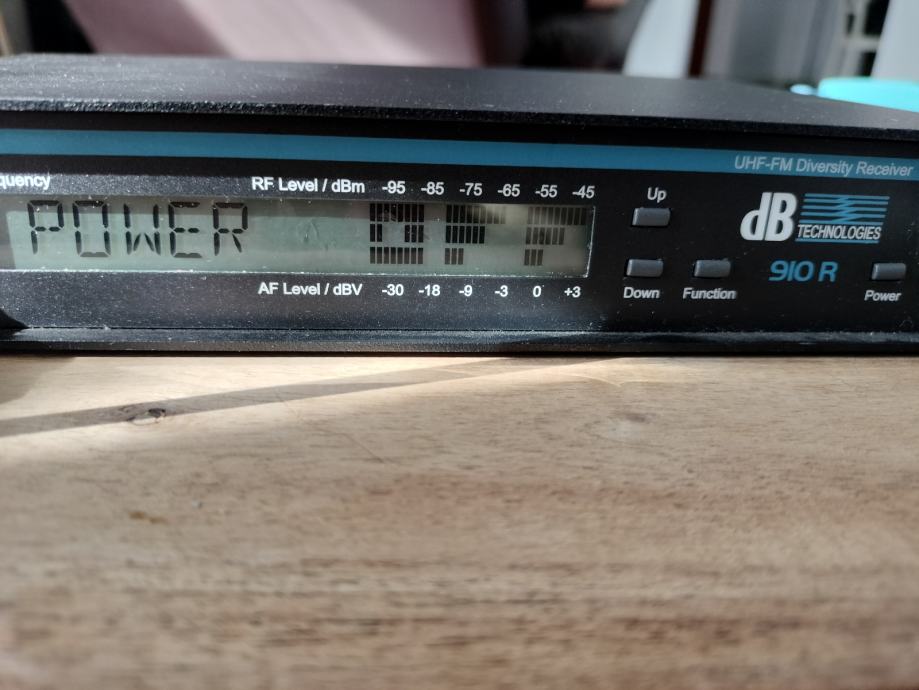 UHF-FM Diversity Receiver
quency
RF Level / dBm -95 -85 -75 -65 -55 -45
POWER OFF
AF Level / dBV -30 -18 -9 -3 0 +3
Up
Down
Function
dB
TECHNOLOGIES
910 R
Power